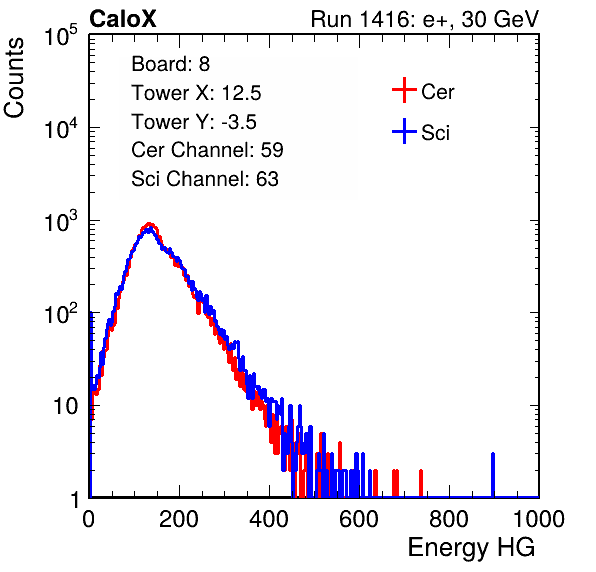 CaloX Run 1416: e+, 30 GeV
Counts
10^5
10^4
10^3
10^2
10
1
Board: 8
Tower X: 12.5
Tower Y: -3.5
Cer Channel: 59
Sci Channel: 63
Cer
Sci
0 200 400 600 800 1000
Energy HG